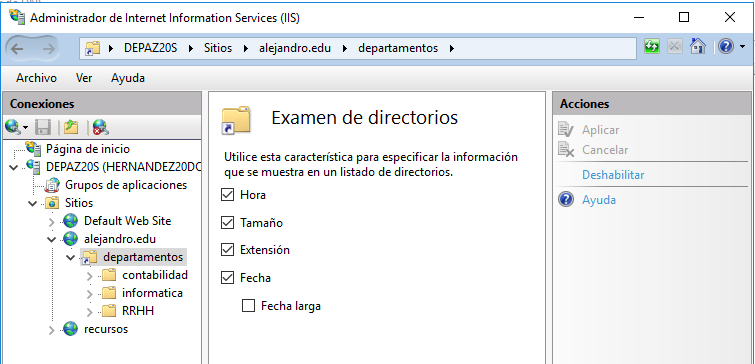 Administrador de Internet Information Services (IIS)
DEPAZ20S
Sitios
alejandro.edu
departamentos
Archivo
Ver
Ayuda
Conexiones
Página de inicio
DEPAZ20S (HERNANDEZ20DC
Grupos de aplicaciones
Sitios
Default Web Site
alejandro.edu
departamentos
contabilidad
informatica
RRHH
recursos
Examen de directorios
Utilice esta característica para especificar la información
que se muestra en un listado de directorios.
Hora
Tamaño
Extensión
Fecha
Fecha larga
Acciones
Aplicar
Cancelar
Deshabilitar
Ayuda